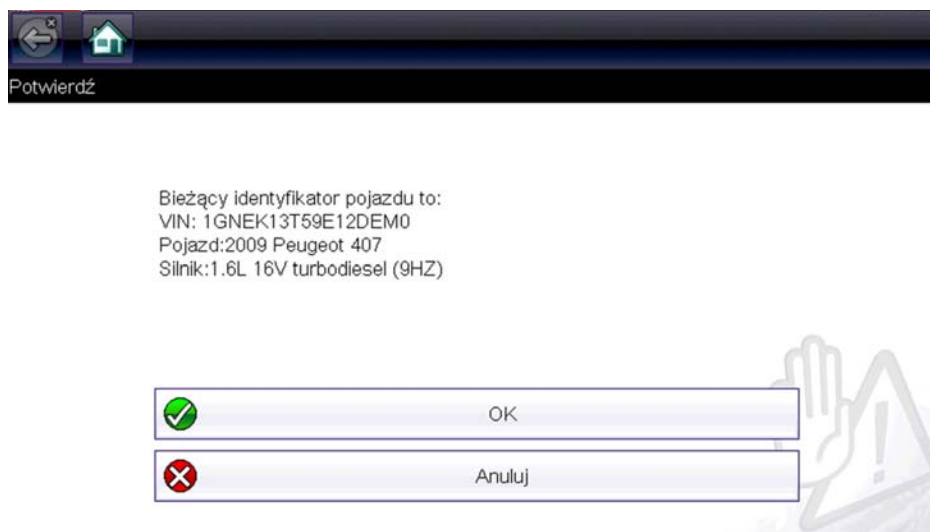 Potwierdź
Bieżący identyfikator pojazdu to:
VIN: 1GNEK13T59E12DEM0
Pojazd:2009 Peugeot 407
Silnik:1.6L 16V turbodiesel (9HZ)
OK
Anuluj